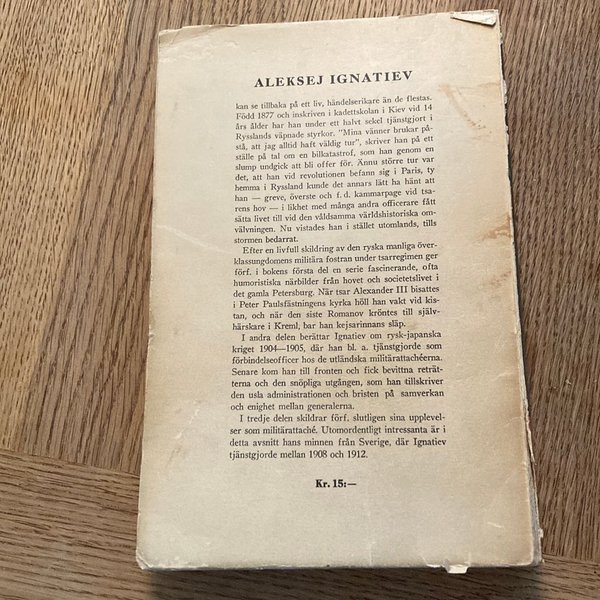 ALEKSEJ IGNATIEV
kan se tillbaka på ett liv, händelserikare än de flestas.
Född 1877 och inskriven i kadettskolan i Kiev vid 14
års ålder har han under ett halvt sekel tjänstgjort i
Rysslands väpnade styrkor. "Mina vänner brukar på-
stå, att jag alltid haft väldig tur", skriver han på ett
ställe på tal om en bilkatastrof, som han genom en
slump undgick att bli offer för. Ännu större tur var
det, att han vid revolutionen befann sig i Paris, ty
hemma i Ryssland kunde det annars lätt ha hänt att
han — greve, överste och f. d. kammarpage vid tsa-
rens hov — i likhet med många andra officerare fått
sätta livet till vid den våldsamma världshistoriska om-
välvningen. Nu vistades han i stället utomlands, tills
stormen bedarrat.
Efter en livfull skildring av den ryska manliga över-
klassungdomens militära fostran under tsarregimen ger
förf. i bokens första del en serie fascinerande, ofta
humoristiska närbilder från hovet och societetslivet i
det gamla Petersburg. När tsar Alexander III bisattes
i Peter Paulsfästningens kyrka höll han vakt vid kis-
tan, och när den siste Romanov kröntes till själv-
härskare i Kreml, bar han kejsarinnans släp.
I andra delen berättar Ignatiev om rysk-japanska
kriget 1904—1905, där han bl. a. tjänstgjorde som
förbindelseofficer hos de utländska militärattachéerna.
Senare kom han till fronten och fick bevittna reträt-
terna och den snöpliga utgången, som han tillskriver
den usla administrationen och bristen på samverkan
och enighet mellan generalerna.
I tredje delen skildrar förf. slutligen sina upplevel-
ser som militärattaché. Utomordentligt intressanta är i
detta avsnitt hans minnen från Sverige, där Ignatiev
tjänstgjorde mellan 1908 och 1912.
Kr. 15:—